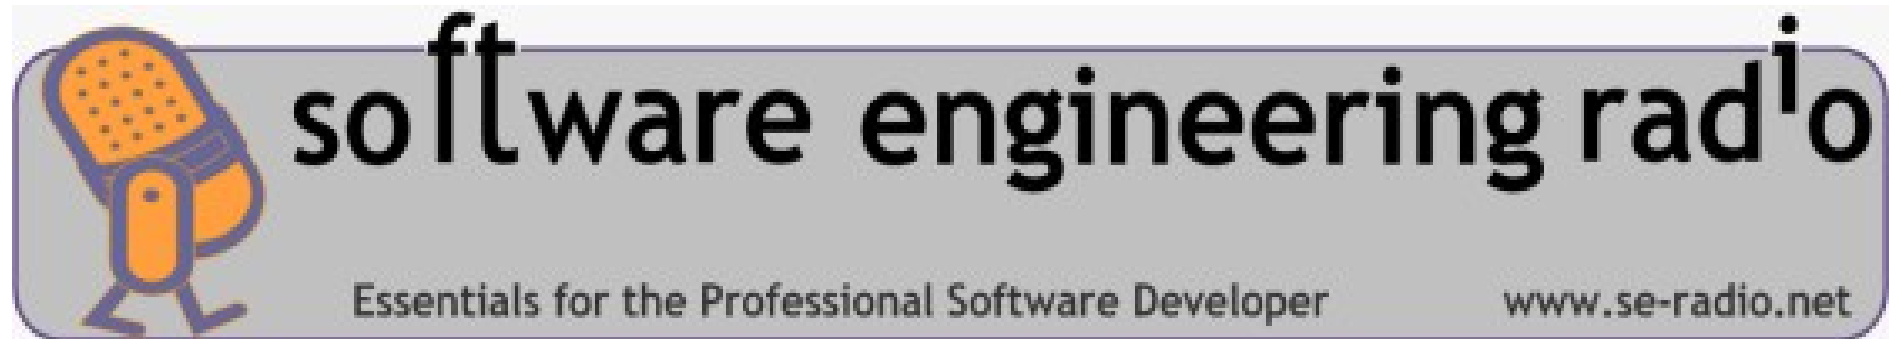 software engineering radio
Essentials for the Professional Software Developer
www.se-radio.net